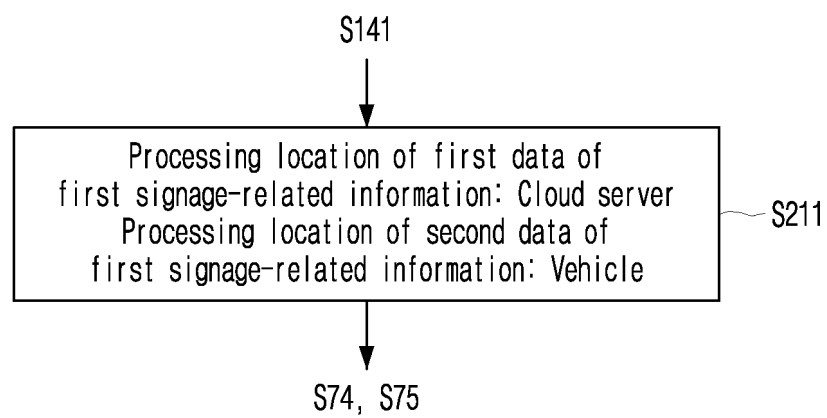 S141
Processing location of first data of
first signage-related information: Cloud server
Processing location of second data of
first signage-related information: Vehicle
S211
S74, S75